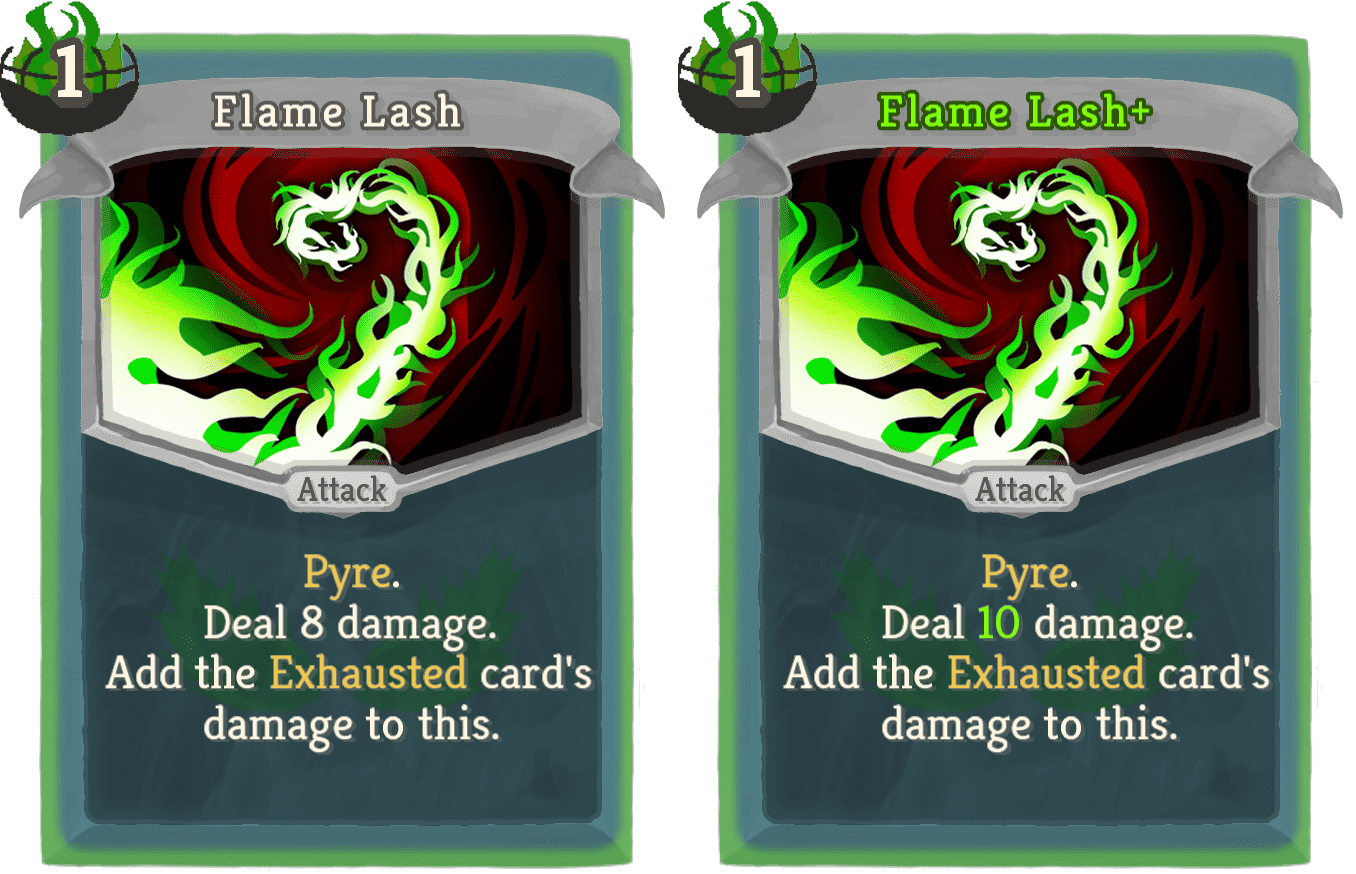 1
Flame Lash
Attack
Pyre.
Deal 8 damage.
Add the Exhausted card's
damage to this.
1
Flame Lash+
Attack
Pyre.
Deal 10 damage.
Add the Exhausted card's
damage to this.